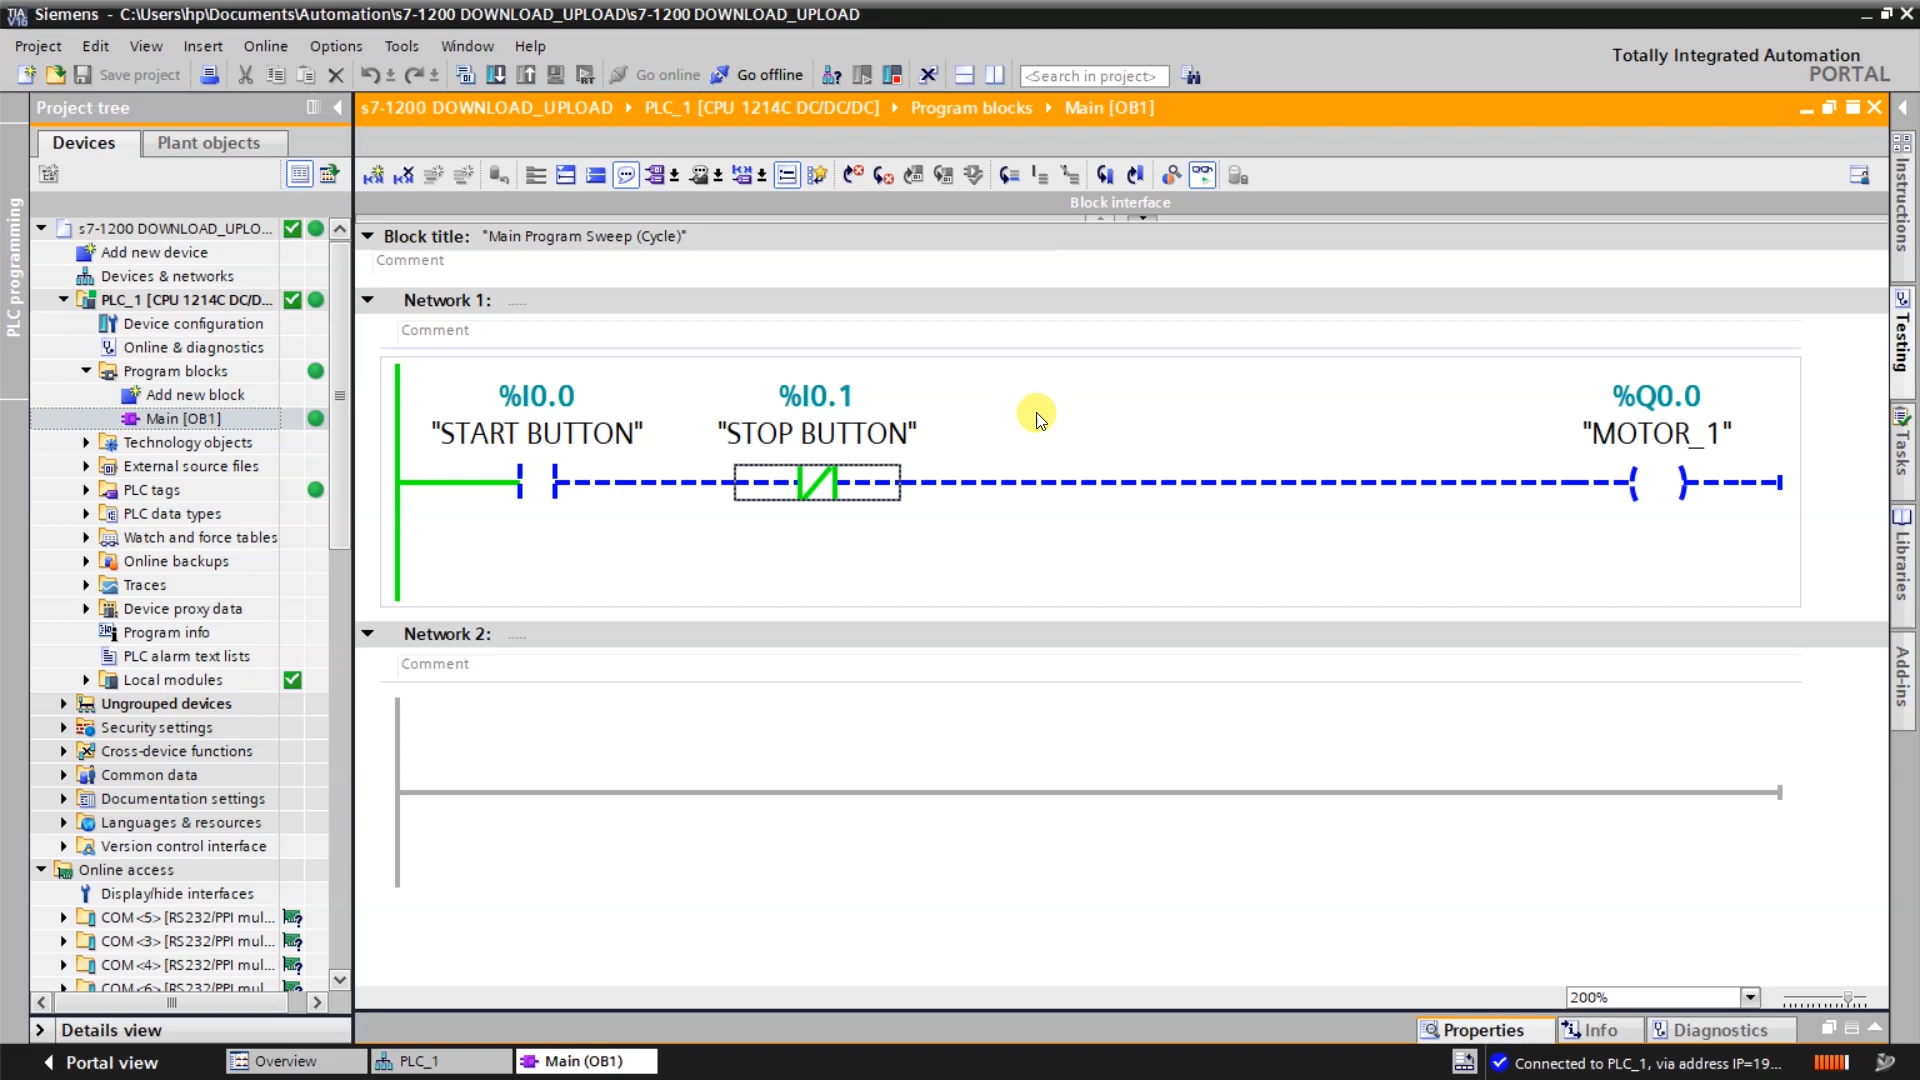 Siemens - C:\Users\hp\Documents\Automation\s7-1200 DOWNLOAD_UPLOAD\s7-1200 DOWNLOAD_UPLOAD
Project Edit View Insert Online Options Tools Window Help
Totally Integrated Automation
PORTAL
Save project
Go online
Go offline
<Search in project>
Project tree
s7-1200 DOWNLOAD_UPLOAD
PLC_1 [CPU 1214C DC/DC/DC]
Program blocks
Main [OB1]
Devices
Plant objects
PLC programming
Block interface
s7-1200 DOWNLOAD_UPLO...
Add new device
Devices & networks
PLC_1 [CPU 1214C DC/D...
Device configuration
Online & diagnostics
Program blocks
Add new block
Main [OB1]
Technology objects
External source files
PLC tags
PLC data types
Watch and force tables
Online backups
Traces
Device proxy data
Program info
PLC alarm text lists
Local modules
Ungrouped devices
Security settings
Cross-device functions
Common data
Documentation settings
Languages & resources
Version control interface
Online access
Display/hide interfaces
COM <5> [RS232/PPI mul...
COM <3> [RS232/PPI mul...
COM <4> [RS232/PPI mul...
COM <6> [RS232/PPI mul...
Details view
Block title: "Main Program Sweep (Cycle)"
Comment
Network 1: .....
Comment
%I0.0
"START BUTTON"
%I0.1
"STOP BUTTON"
%Q0.0
"MOTOR_1"
Network 2: .....
Comment
200%
Instructions
Testing
Tasks
Libraries
Add-ins
Properties
Info
Diagnostics
Portal view
Overview
PLC_1
Main (OB1)
Connected to PLC_1, via address IP=19...